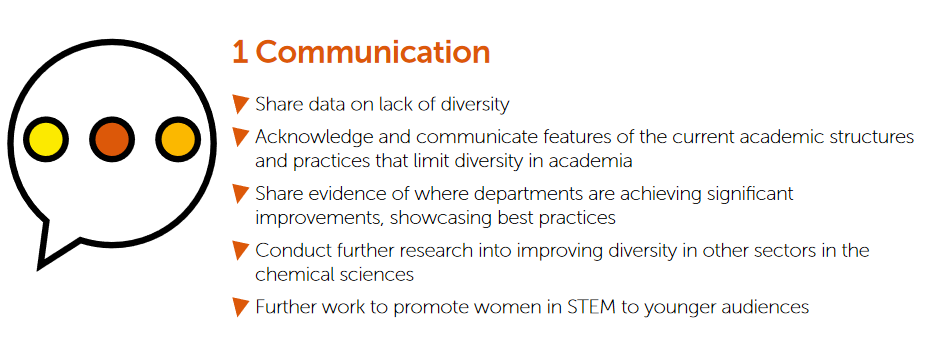 1 Communication
Share data on lack of diversity
Acknowledge and communicate features of the current academic structures
and practices that limit diversity in academia
Share evidence of where departments are achieving significant
improvements, showcasing best practices
Conduct further research into improving diversity in other sectors in the
chemical sciences
Further work to promote women in STEM to younger audiences